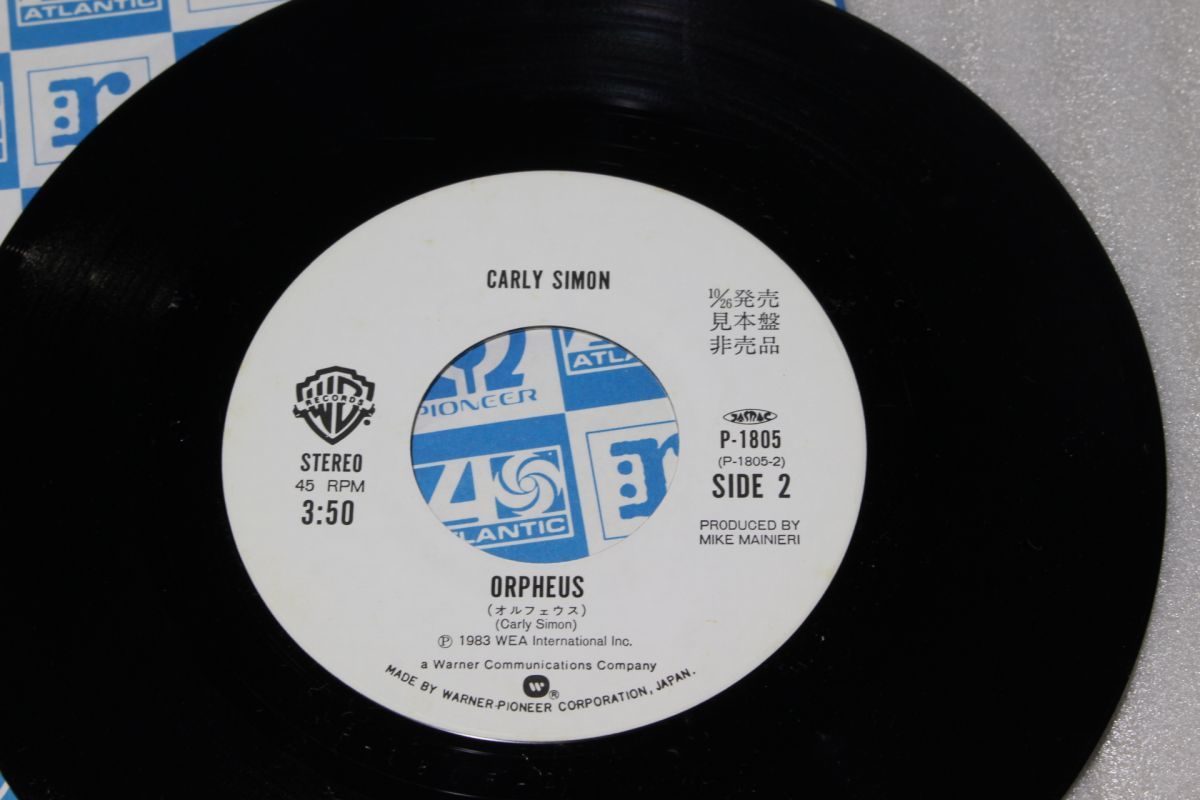 ATLANTIC
r
CARLY SIMON
10/26発売
見本盤
非売品
PIONEER
ATLANTIC
WB
RECORDS
JASRAC
P-1805
(P-1805-2)
SIDE 2
STEREO
45 RPM
3:50
r
ATLANTIC
PRODUCED BY
MIKE MAINIERI
ORPHEUS
(オルフェウス)
(Carly Simon)
Ⓟ 1983 WEA International Inc.
a Warner Communications Company
W ®
MADE BY WARNER-PIONEER CORPORATION, JAPAN.